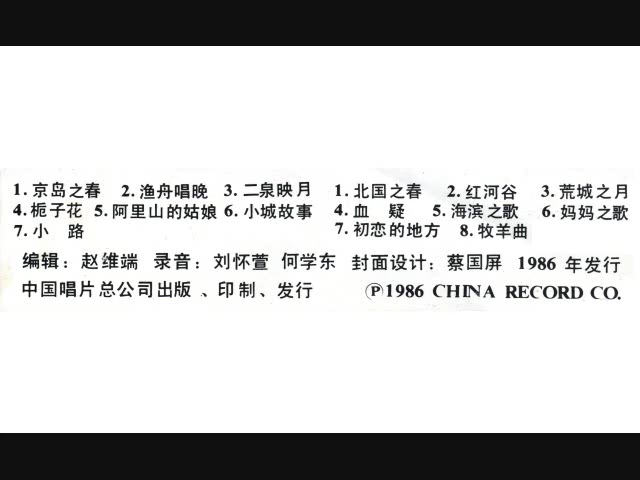 1. 京岛之春 2. 渔舟唱晚 3. 二泉映月
4. 栀子花 5. 阿里山的姑娘 6. 小城故事
7. 小 路
1. 北国之春 2. 红河谷 3. 荒城之月
4. 血 疑 5. 海滨之歌 6. 妈妈之歌
7. 初恋的地方 8. 牧羊曲
编辑：赵维端 录音：刘怀萱 何学东 封面设计：蔡国屏 1986 年发行
中国唱片总公司出版、印制、发行 ℗1986 CHINA RECORD CO.